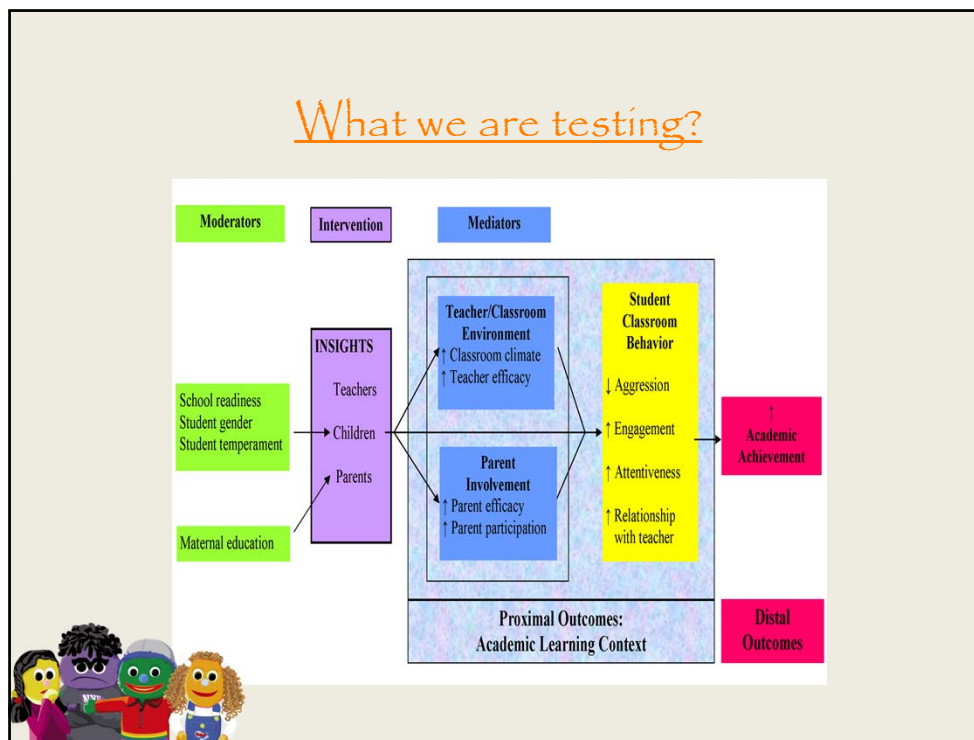 What we are testing?
Moderators
Intervention
Mediators
School readiness
Student gender
Student temperament
Maternal education
INSIGHTS
Teachers
Children
Parents
Teacher/Classroom
Environment
↑ Classroom climate
↑ Teacher efficacy
Parent
Involvement
↑ Parent efficacy
↑ Parent participation
Student
Classroom
Behavior
↓ Aggression
↑ Engagement
↑ Attentiveness
↑ Relationship
with teacher
↑
Academic
Achievement
Proximal Outcomes:
Academic Learning Context
Distal
Outcomes